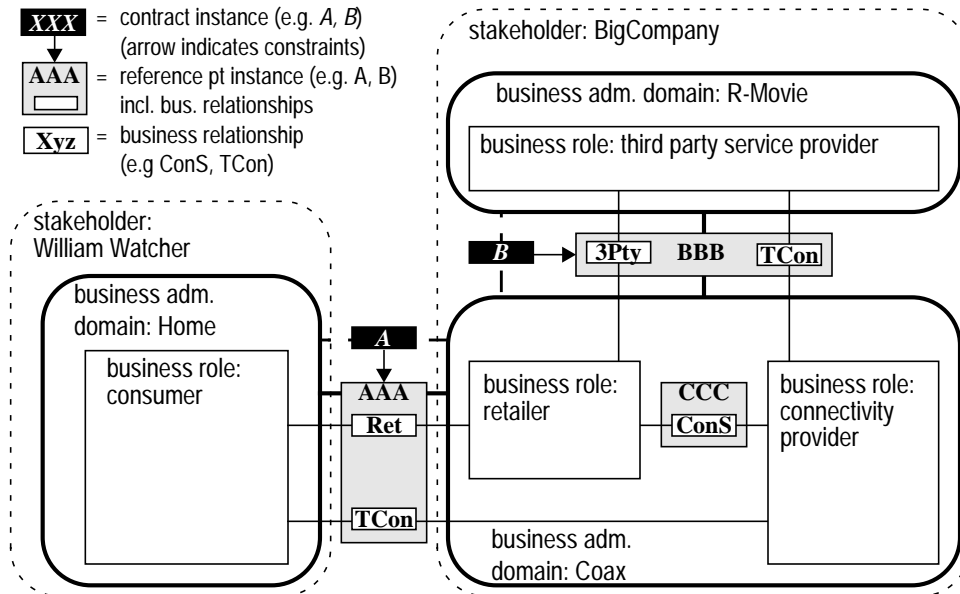 XXX
= contract instance (e.g. A, B)
(arrow indicates constraints)
AAA
= reference pt instance (e.g. A, B)
incl. bus. relationships
Xyz
= business relationship
(e.g ConS, TCon)
stakeholder: BigCompany
business adm. domain: R-Movie
business role: third party service provider
B
3Pty
BBB
TCon
stakeholder:
William Watcher
business adm.
domain: Home
business role:
consumer
A
AAA
Ret
TCon
business role:
retailer
CCC
ConS
business role:
connectivity
provider
business adm.
domain: Coax